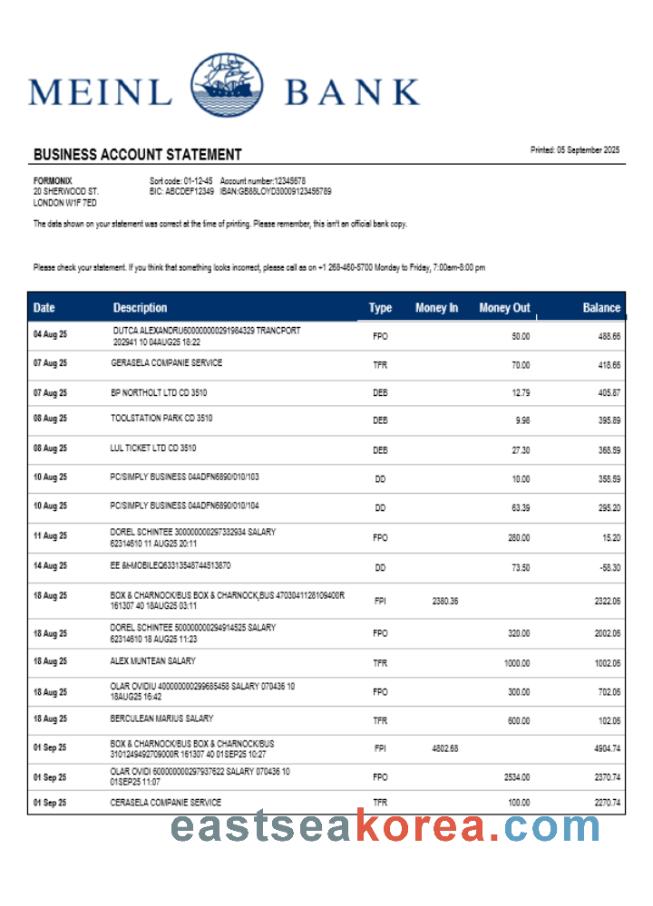 MEINL BANK
BUSINESS ACCOUNT STATEMENT
Printed: 05 September 2025
FORMONIX
20 SHERWOOD ST.
LONDON W1F 7ED
Sort code: 01-12-45 Account number:12345678
BIC: ABCDEF12349 IBAN:GB88LOYD30009123456789
The data shown on your statement was correct at the time of printing. Please remember, this isn't an official bank copy.
Please check your statement. If you think that something looks incorrect, please call as on +1 268-460-5700 Monday to Friday, 7:00am-8:00 pm
Date Description Type Money In Money Out Balance
04 Aug 25 DUTCA ALEXANDRU600000000291984329 TRANCPORT
202941 10 04AUG25 18:22 FPO 50.00 488.66
07 Aug 25 GERASELA COMPANIE SERVICE TFR 70.00 418.66
07 Aug 25 BP NORTHOLT LTD CD 3510 DEB 12.79 405.87
08 Aug 25 TOOLSTATION PARK CD 3510 DEB 9.98 395.89
08 Aug 25 LUL TICKET LTD CD 3510 DEB 27.30 368.59
10 Aug 25 PC/SIMPLY BUSINESS 04ADFN6890/010/103 DD 10.00 358.59
10 Aug 25 PC/SIMPLY BUSINESS 04ADFN6890/010/104 DD 63.39 295.20
11 Aug 25 DOREL SCHINTEE 300000000297332934 SALARY
62314610 11 AUG25 20:11 FPO 280.00 15.20
14 Aug 25 EE &t-MOBILEQ63313548744513870 DD 73.50 -58.30
18 Aug 25 BOX & CHARNOCK/BUS BOX & CHARNOCK,BUS 4703041128109400R
161307 40 18AUG25 03:11 FPI 2380.36 2322.06
18 Aug 25 DOREL SCHINTEE 500000000294914525 SALARY
62314610 18 AUG25 11:23 FPO 320.00 2002.06
18 Aug 25 ALEX MUNTEAN SALARY TFR 1000.00 1002.06
18 Aug 25 OLAR OVIDIU 400000000299685458 SALARY 070436 10
18AUG25 16:42 FPO 300.00 702.06
18 Aug 25 BERCULEAN MARIUS SALARY TFR 600.00 102.06
01 Sep 25 BOX & CHARNOCK/BUS BOX & CHARNOCK/BUS
3101249492709000R 161307 40 01SEP25 10:27 FPI 4802.68 4904.74
01 Sep 25 OLAR OVIDI 600000000297937622 SALARY 070436 10
01SEP25 11:07 FPO 2534.00 2370.74
01 Sep 25 CERASELA COMPANIE SERVICE TFR 100.00 2270.74
eastseakorea.com